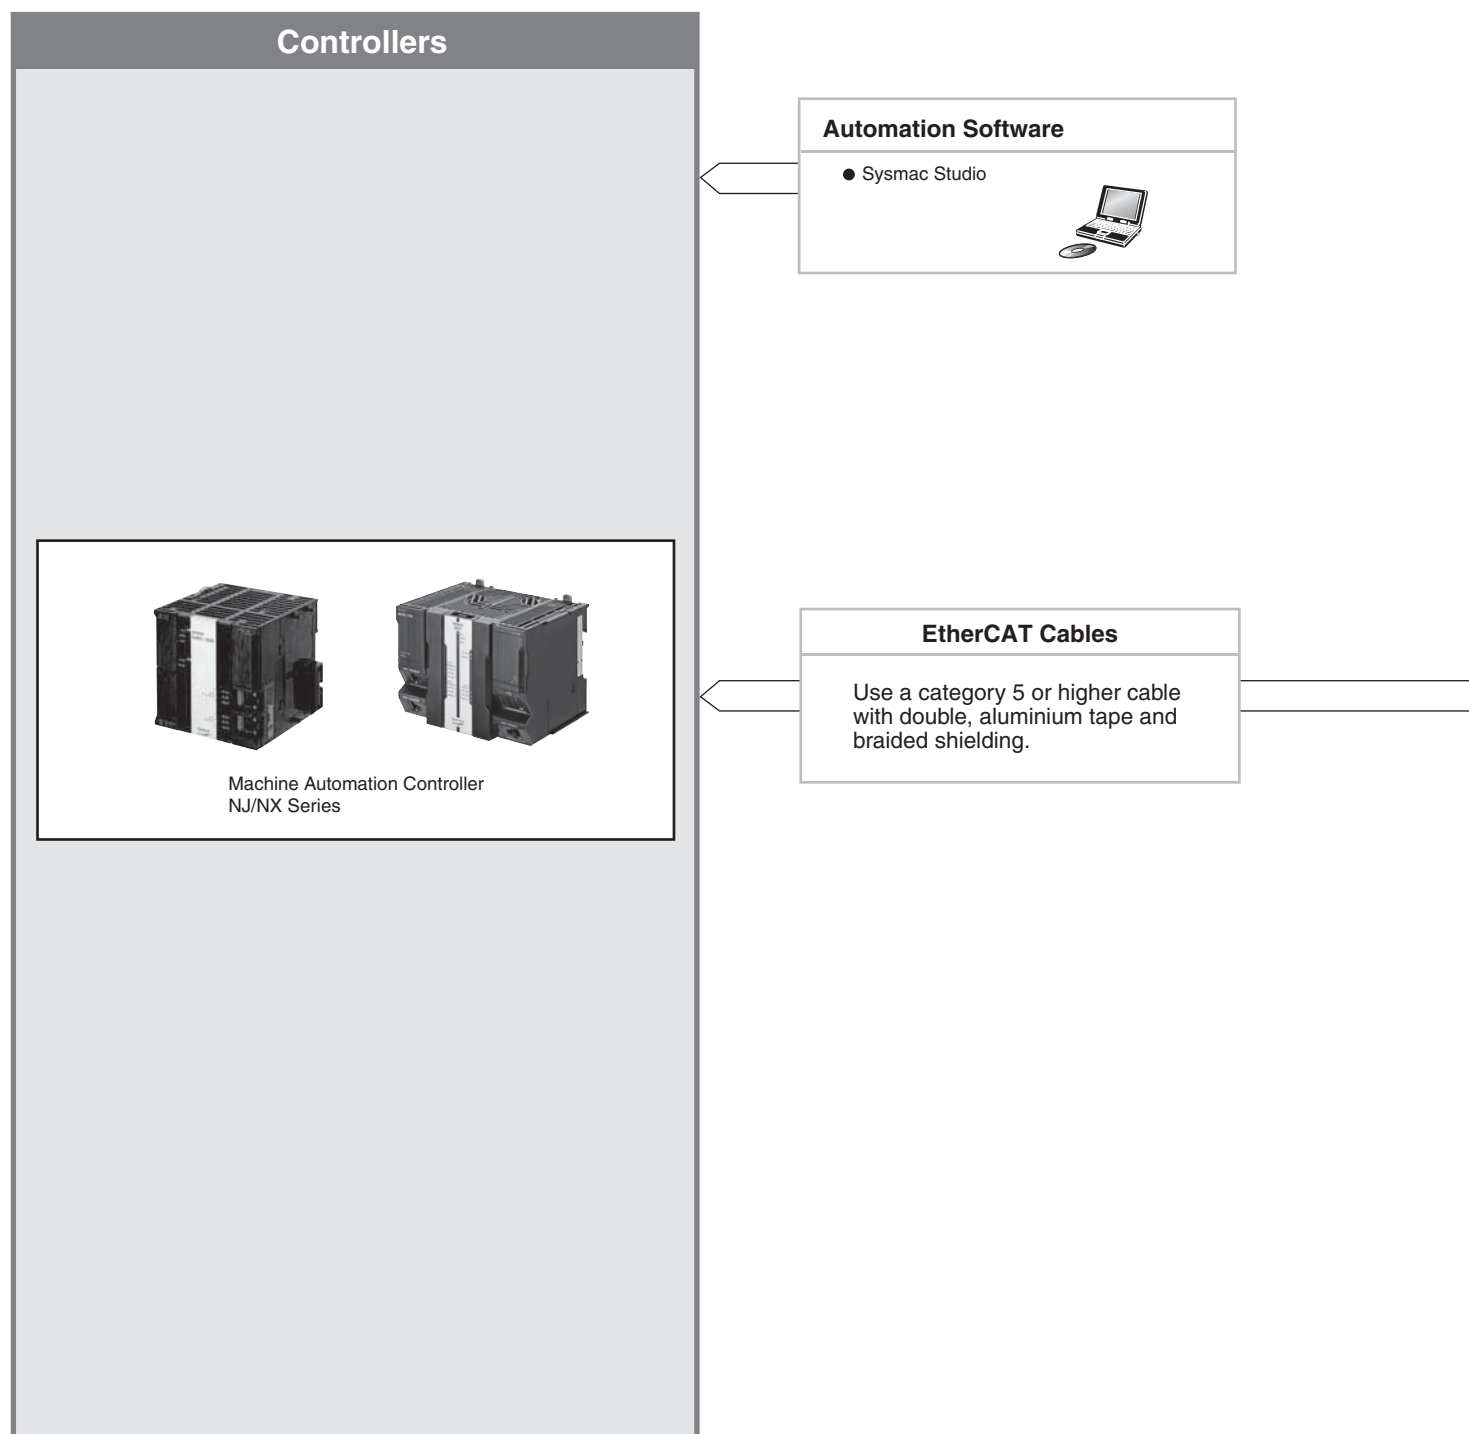 Controllers
Automation Software
● Sysmac Studio
Machine Automation Controller
NJ/NX Series
EtherCAT Cables
Use a category 5 or higher cable
with double, aluminium tape and
braided shielding.